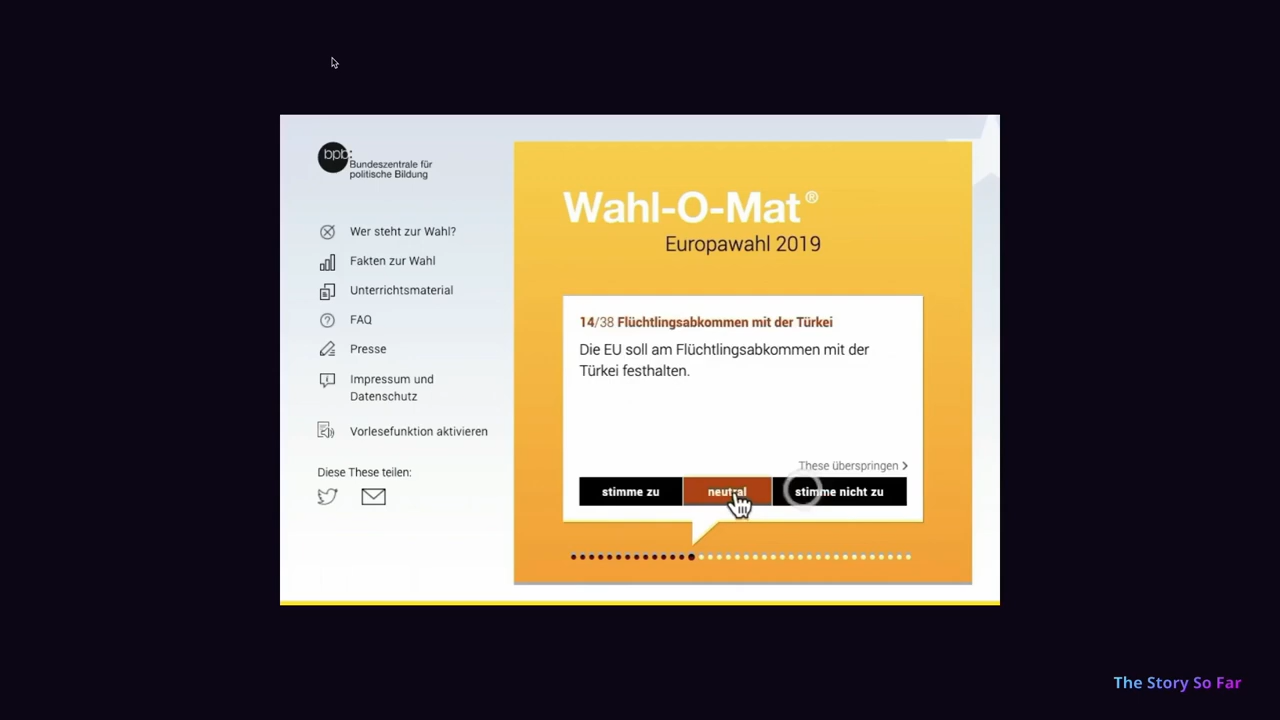 bpb:
Bundeszentrale für
politische Bildung
Wer steht zur Wahl?
Fakten zur Wahl
Unterrichtsmaterial
FAQ
Presse
Impressum und
Datenschutz
Vorlesefunktion aktivieren
Diese These teilen:
Wahl-O-Mat®
Europawahl 2019
14/38 Flüchtlingsabkommen mit der Türkei
Die EU soll am Flüchtlingsabkommen mit der
Türkei festhalten.
These überspringen
stimme zu neutral stimme nicht zu
The Story So Far